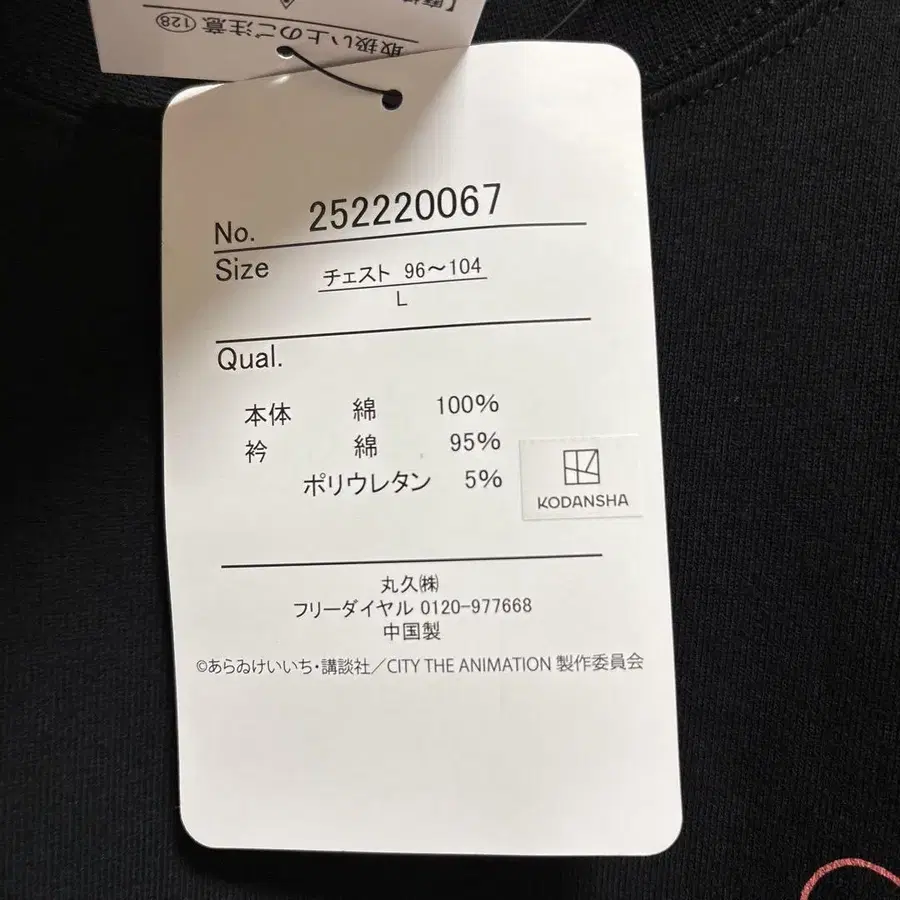 取扱い上のご注意 (128)
No. 252220067
Size チェスト 96～104
L
Qual.
本体 綿 100%
衿 綿 95%
ポリウレタン 5%
KODANSHA
丸久㈱
フリーダイヤル 0120-977668
中国製
©あらゐけいいち・講談社／CITY THE ANIMATION 製作委員会